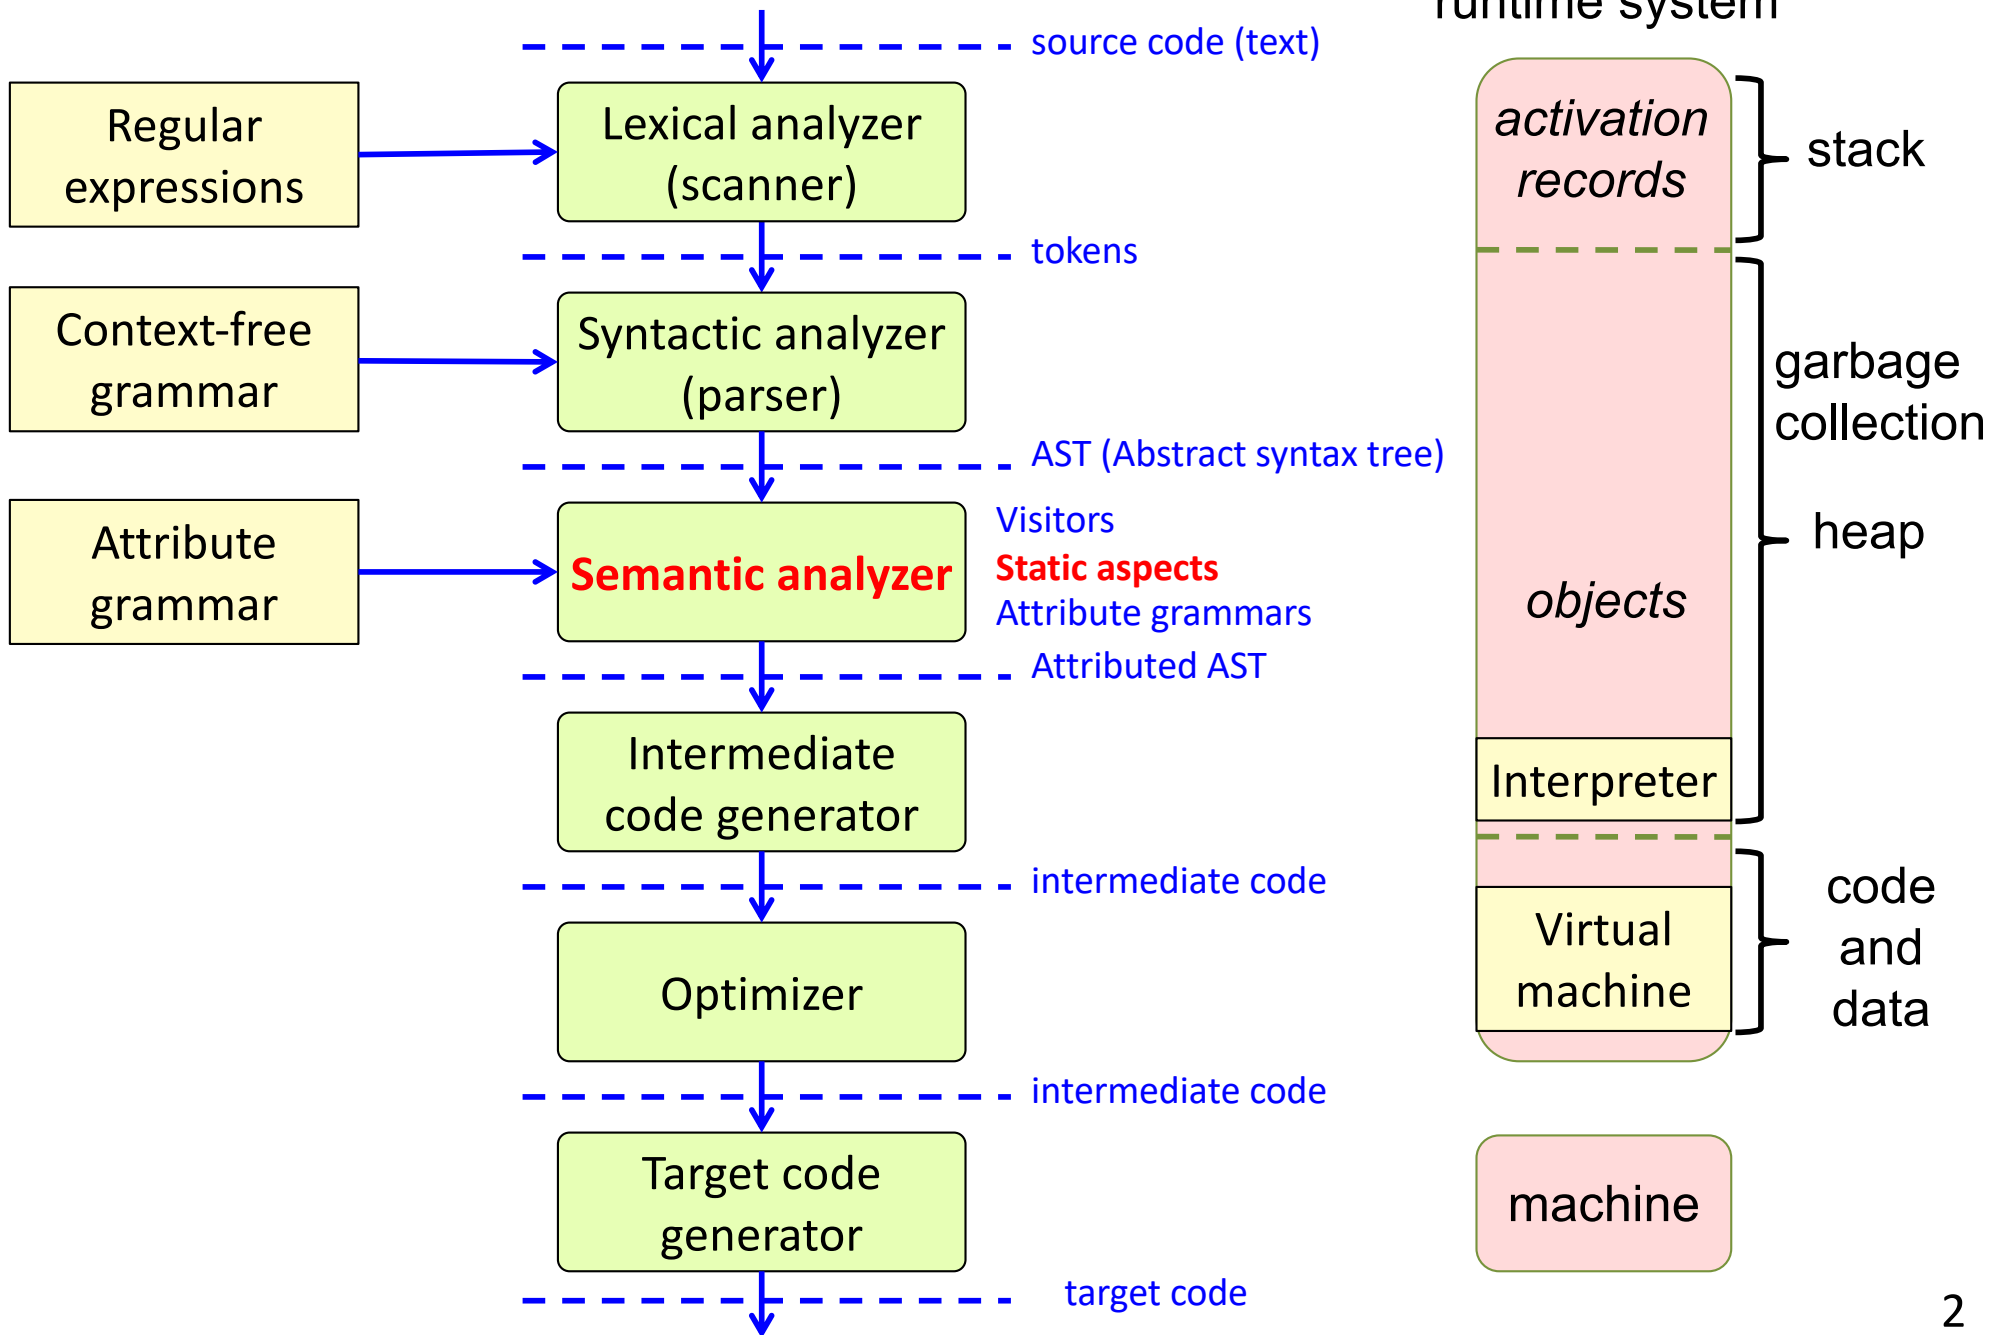 runtime system
source code (text)
Regular
expressions
Lexical analyzer
(scanner)
tokens
Context-free
grammar
Syntactic analyzer
(parser)
AST (Abstract syntax tree)
Attribute
grammar
Semantic analyzer
Visitors
Static aspects
Attribute grammars
Attributed AST
Intermediate
code generator
intermediate code
Optimizer
intermediate code
Target code
generator
target code
activation
records
stack
garbage
collection
heap
objects
Interpreter
Virtual
machine
code
and
data
machine
2